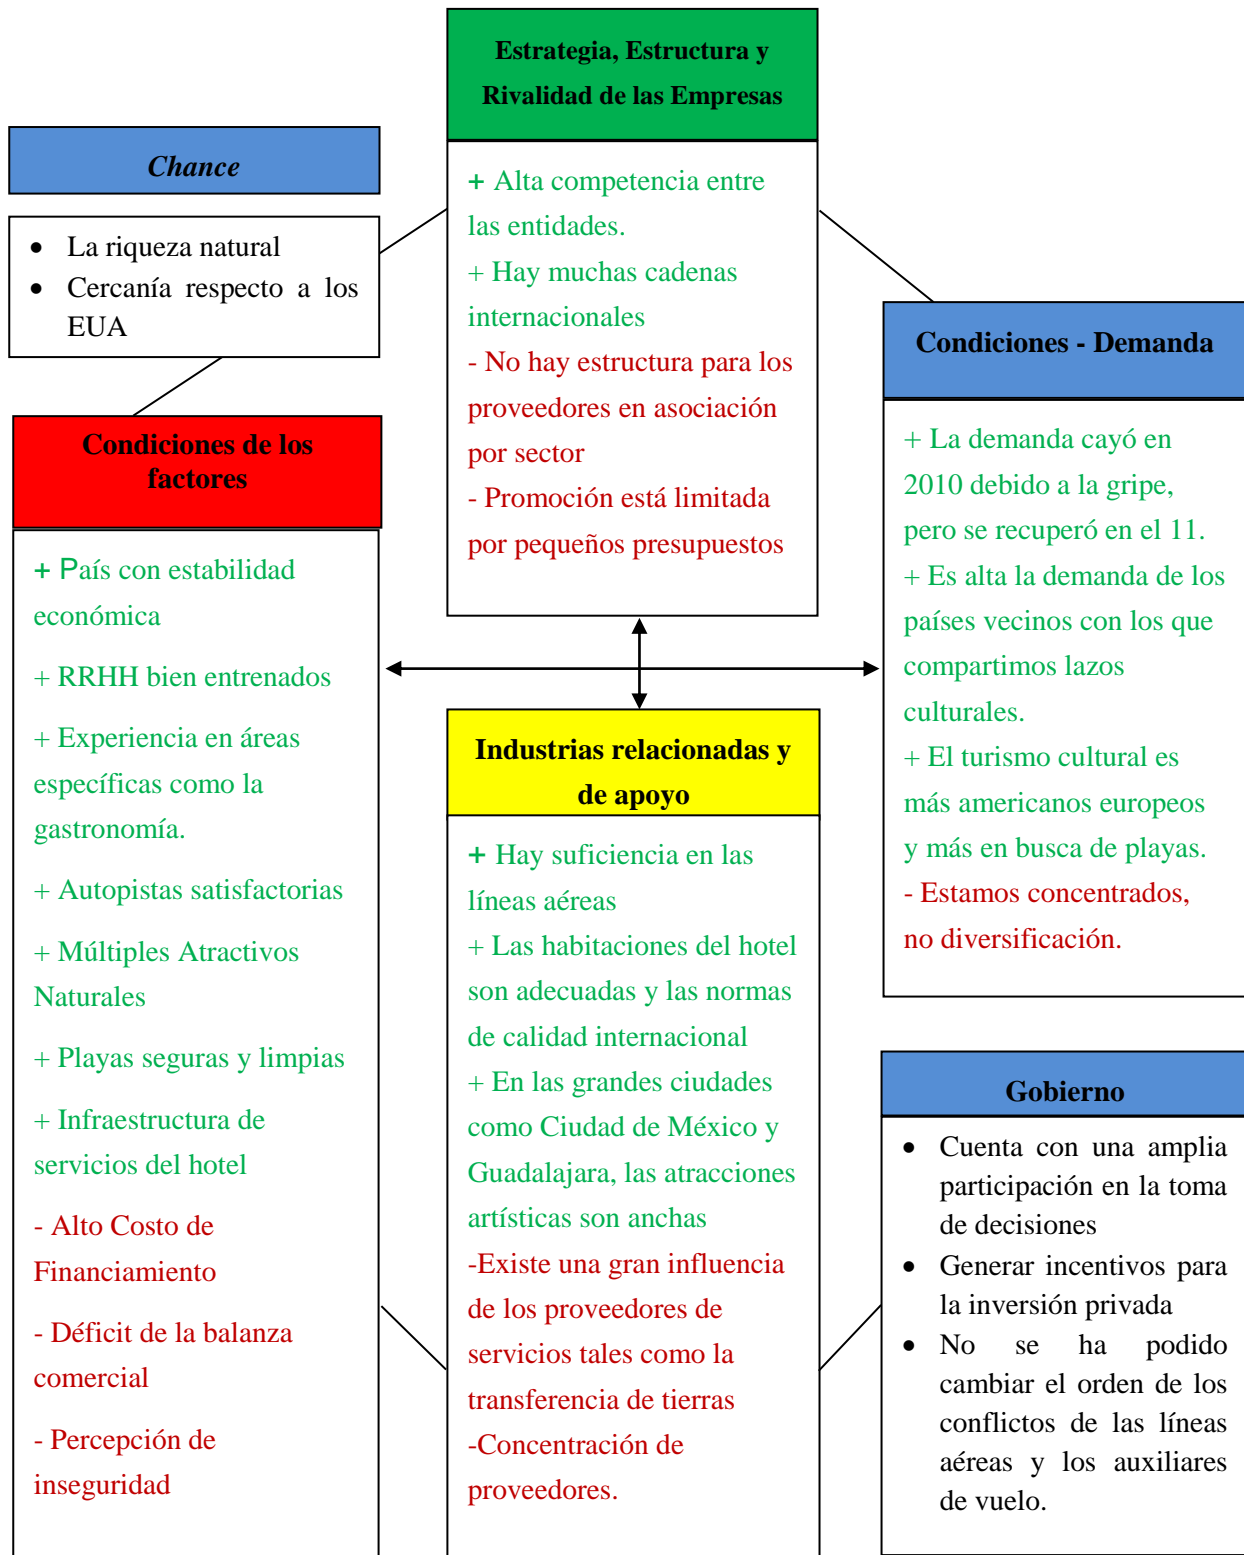 Estrategia, Estructura y
Rivalidad de las Empresas
+ Alta competencia entre
las entidades.
+ Hay muchas cadenas
internacionales
- No hay estructura para los
proveedores en asociación
por sector
- Promoción está limitada
por pequeños presupuestos
Chance
• La riqueza natural
• Cercanía respecto a los
EUA
Condiciones - Demanda
+ La demanda cayó en
2010 debido a la gripe,
pero se recuperó en el 11.
+ Es alta la demanda de los
países vecinos con los que
compartimos lazos
culturales.
+ El turismo cultural es
más americanos europeos
y más en busca de playas.
- Estamos concentrados,
no diversificación.
Condiciones de los
factores
+ País con estabilidad
económica
+ RRHH bien entrenados
+ Experiencia en áreas
específicas como la
gastronomía.
+ Autopistas satisfactorias
+ Múltiples Atractivos
Naturales
+ Playas seguras y limpias
+ Infraestructura de
servicios del hotel
- Alto Costo de
Financiamiento
- Déficit de la balanza
comercial
- Percepción de
inseguridad
Industrias relacionadas y
de apoyo
+ Hay suficiencia en las
líneas aéreas
+ Las habitaciones del hotel
son adecuadas y las normas
de calidad internacional
+ En las grandes ciudades
como Ciudad de México y
Guadalajara, las atracciones
artísticas son anchas
-Existe una gran influencia
de los proveedores de
servicios tales como la
transferencia de tierras
-Concentración de
proveedores.
Gobierno
• Cuenta con una amplia
participación en la toma
de decisiones
• Generar incentivos para
la inversión privada
• No se ha podido
cambiar el orden de los
conflictos de las líneas
aéreas y los auxiliares
de vuelo.